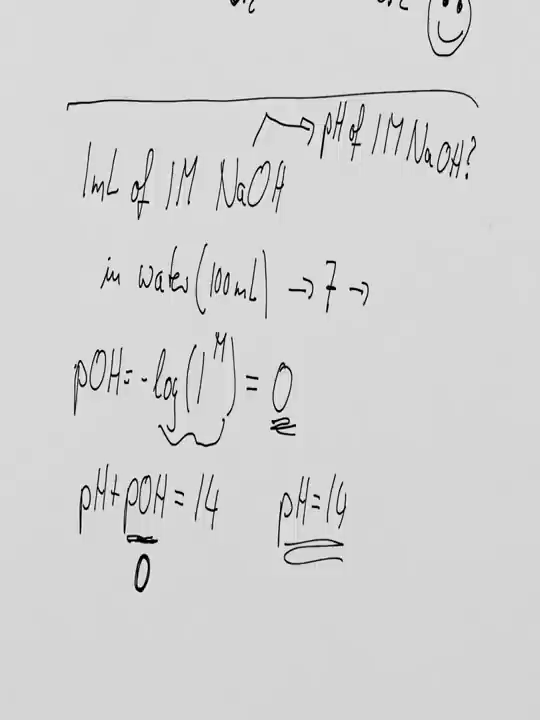 pH of 1M NaOH?
1mL of 1M NaOH
in water (100mL) → 7 →
pOH = -log(1M) = 0
pH + pOH = 14 pH = 14
0